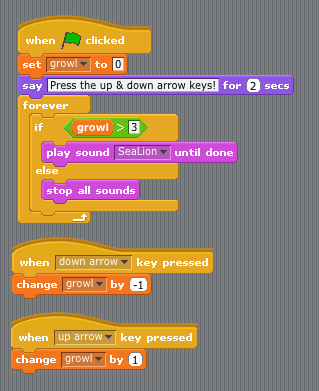 when clicked
set growl to 0
say Press the up & down arrow keys! for 2 secs
forever
if growl > 3
play sound SeaLion until done
else
stop all sounds
when down arrow key pressed
change growl by -1
when up arrow key pressed
change growl by 1